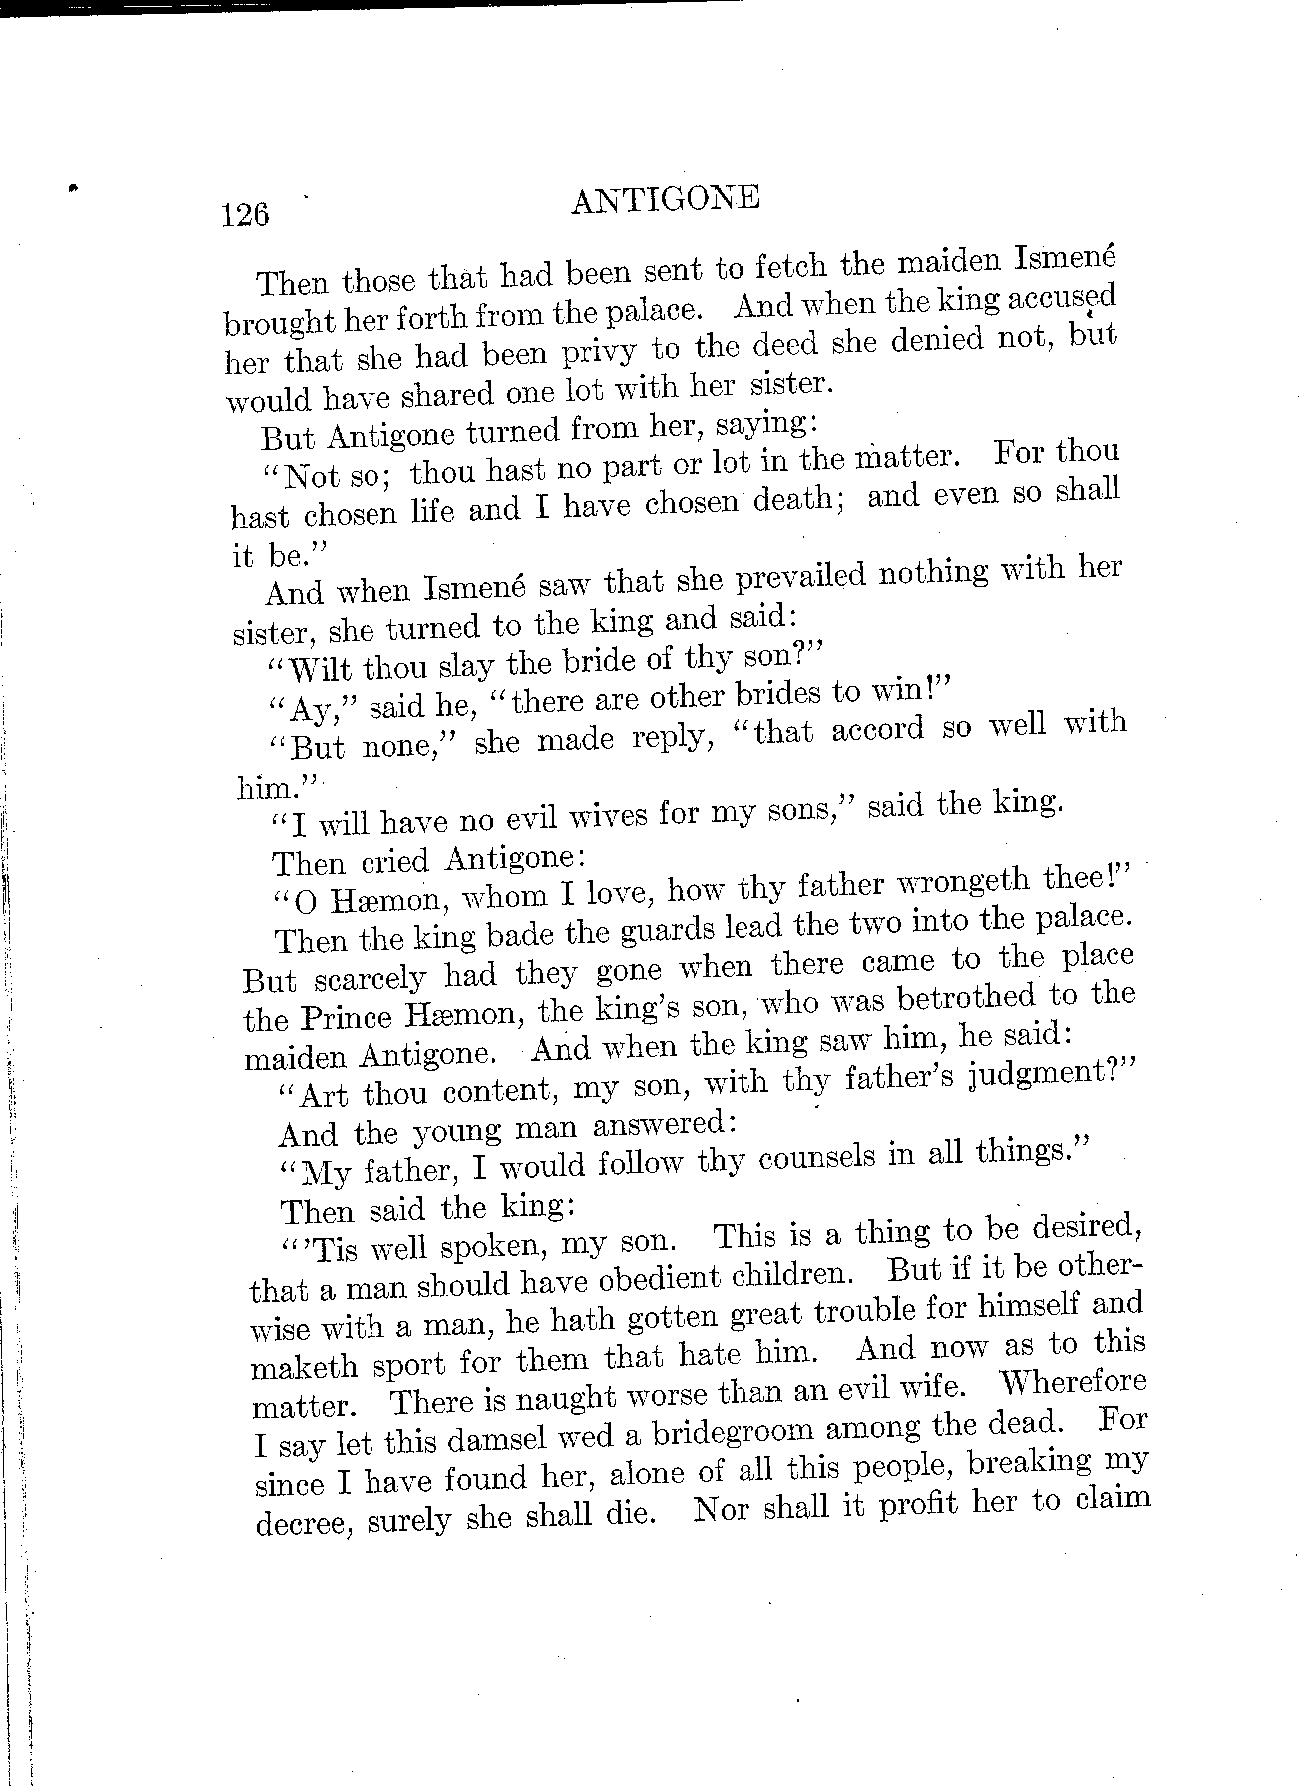 126 ANTIGONE
Then those that had been sent to fetch the maiden Ismené
brought her forth from the palace. And when the king accused
her that she had been privy to the deed she denied not, but
would have shared one lot with her sister.
But Antigone turned from her, saying:
“Not so; thou hast no part or lot in the matter. For thou
hast chosen life and I have chosen death; and even so shall
it be.”
And when Ismené saw that she prevailed nothing with her
sister, she turned to the king and said:
“Wilt thou slay the bride of thy son?”
“Ay,” said he, “there are other brides to win!”
“But none,” she made reply, “that accord so well with
him.”
“I will have no evil wives for my sons,” said the king.
Then cried Antigone:
“O Hæmon, whom I love, how thy father wrongeth thee!”
Then the king bade the guards lead the two into the palace.
But scarcely had they gone when there came to the place
the Prince Hæmon, the king’s son, who was betrothed to the
maiden Antigone. And when the king saw him, he said:
“Art thou content, my son, with thy father’s judgment?”
And the young man answered:
“My father, I would follow thy counsels in all things.”
Then said the king:
“’Tis well spoken, my son. This is a thing to be desired,
that a man should have obedient children. But if it be other-
wise with a man, he hath gotten great trouble for himself and
maketh sport for them that hate him. And now as to this
matter. There is naught worse than an evil wife. Wherefore
I say let this damsel wed a bridegroom among the dead. For
since I have found her, alone of all this people, breaking my
decree, surely she shall die. Nor shall it profit her to claim